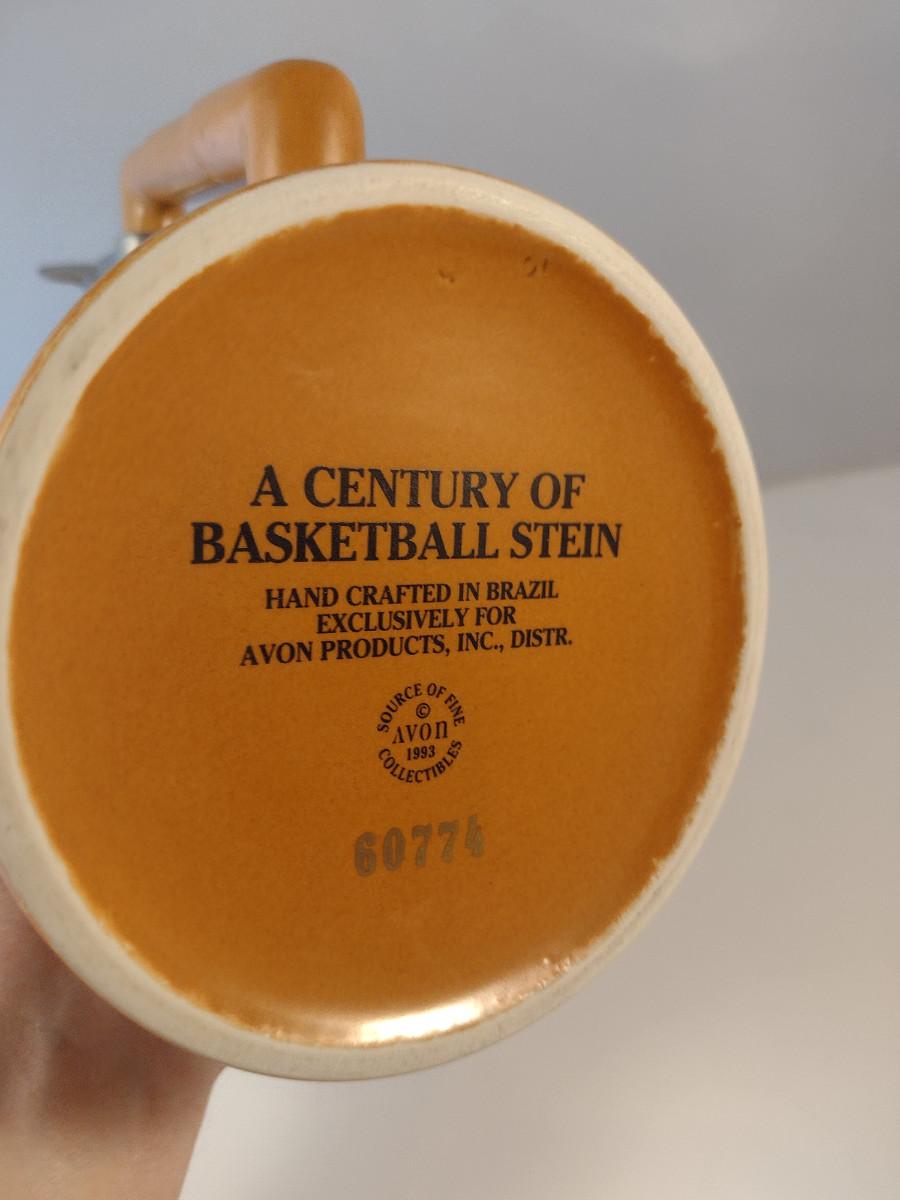 A CENTURY OF
BASKETBALL STEIN
HAND CRAFTED IN BRAZIL
EXCLUSIVELY FOR
AVON PRODUCTS, INC., DISTR.
SOURCE OF FINE
©
AVON
1993
COLLECTIBLES
60774